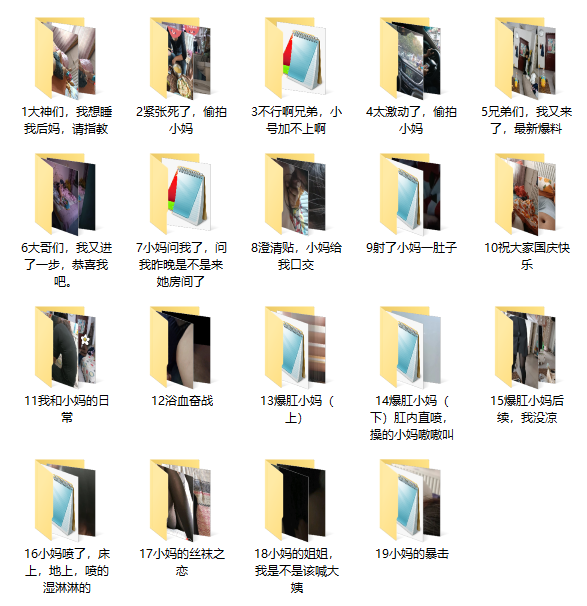 1大神们，我想睡
我后妈，请指教
2紧张死了，偷拍
小妈
3不行啊兄弟，小
号加不上啊
4太激动了，偷拍
小妈
5兄弟们，我又来
了，最新爆料
6大哥们，我又进
了一步，恭喜我
吧。
7小妈问我了，问
我昨晚是不是来
她房间了
8澄清贴，小妈给
我口交
9射了小妈一肚子
10祝大家国庆快
乐
11我和小妈的日
常
12浴血奋战
13爆肛小妈（
上）
14爆肛小妈（
下）肛内直喷，
操的小妈嗷嗷叫
15爆肛小妈后
续，我没凉
16小妈喷了，床
上，地上，喷的
湿淋淋的
17小妈的丝袜之
恋
18小妈的姐姐，
我是不是该喊大
姨
19小妈的暴击